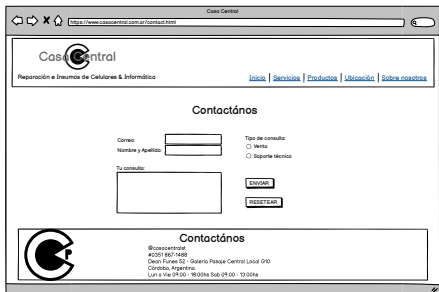 Casa Central
https://www.casacentral.com.ar/contact.html
Casa Central
Reparación e Insumos de Celulares & Informática
Inicio | Servicios | Productos | Ubicación | Sobre nosotros
Contactános
Correo:
Nombre y Apellido:
Tipo de consulta:
Venta
Soporte técnico
Tu consulta:
ENVIAR
RESETEAR
Contactános
@casacentralst
#0351 867-1488
Dean Funes 52 - Galería Pasaje Central Local G10
Córdoba, Argentina.
Lun a Vie 09:00 - 18:00hs Sab 09:00 - 13:00hs